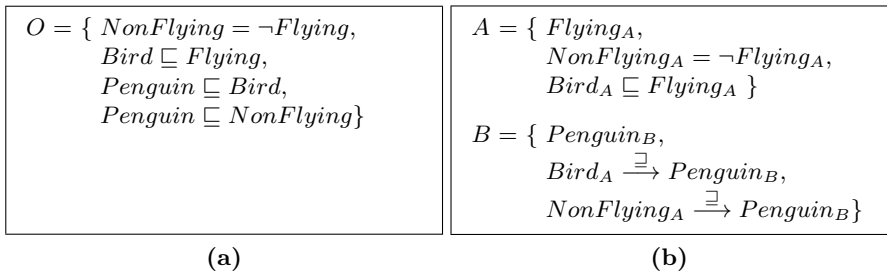 O = { NonFlying = ¬Flying,
Bird ⊑ Flying,
Penguin ⊑ Bird,
Penguin ⊑ NonFlying}
(a)
A = { Flying_A,
NonFlying_A = ¬Flying_A,
Bird_A ⊑ Flying_A }
B = { Penguin_B,
Bird_A —⊒→ Penguin_B,
NonFlying_A —⊒→ Penguin_B}
(b)